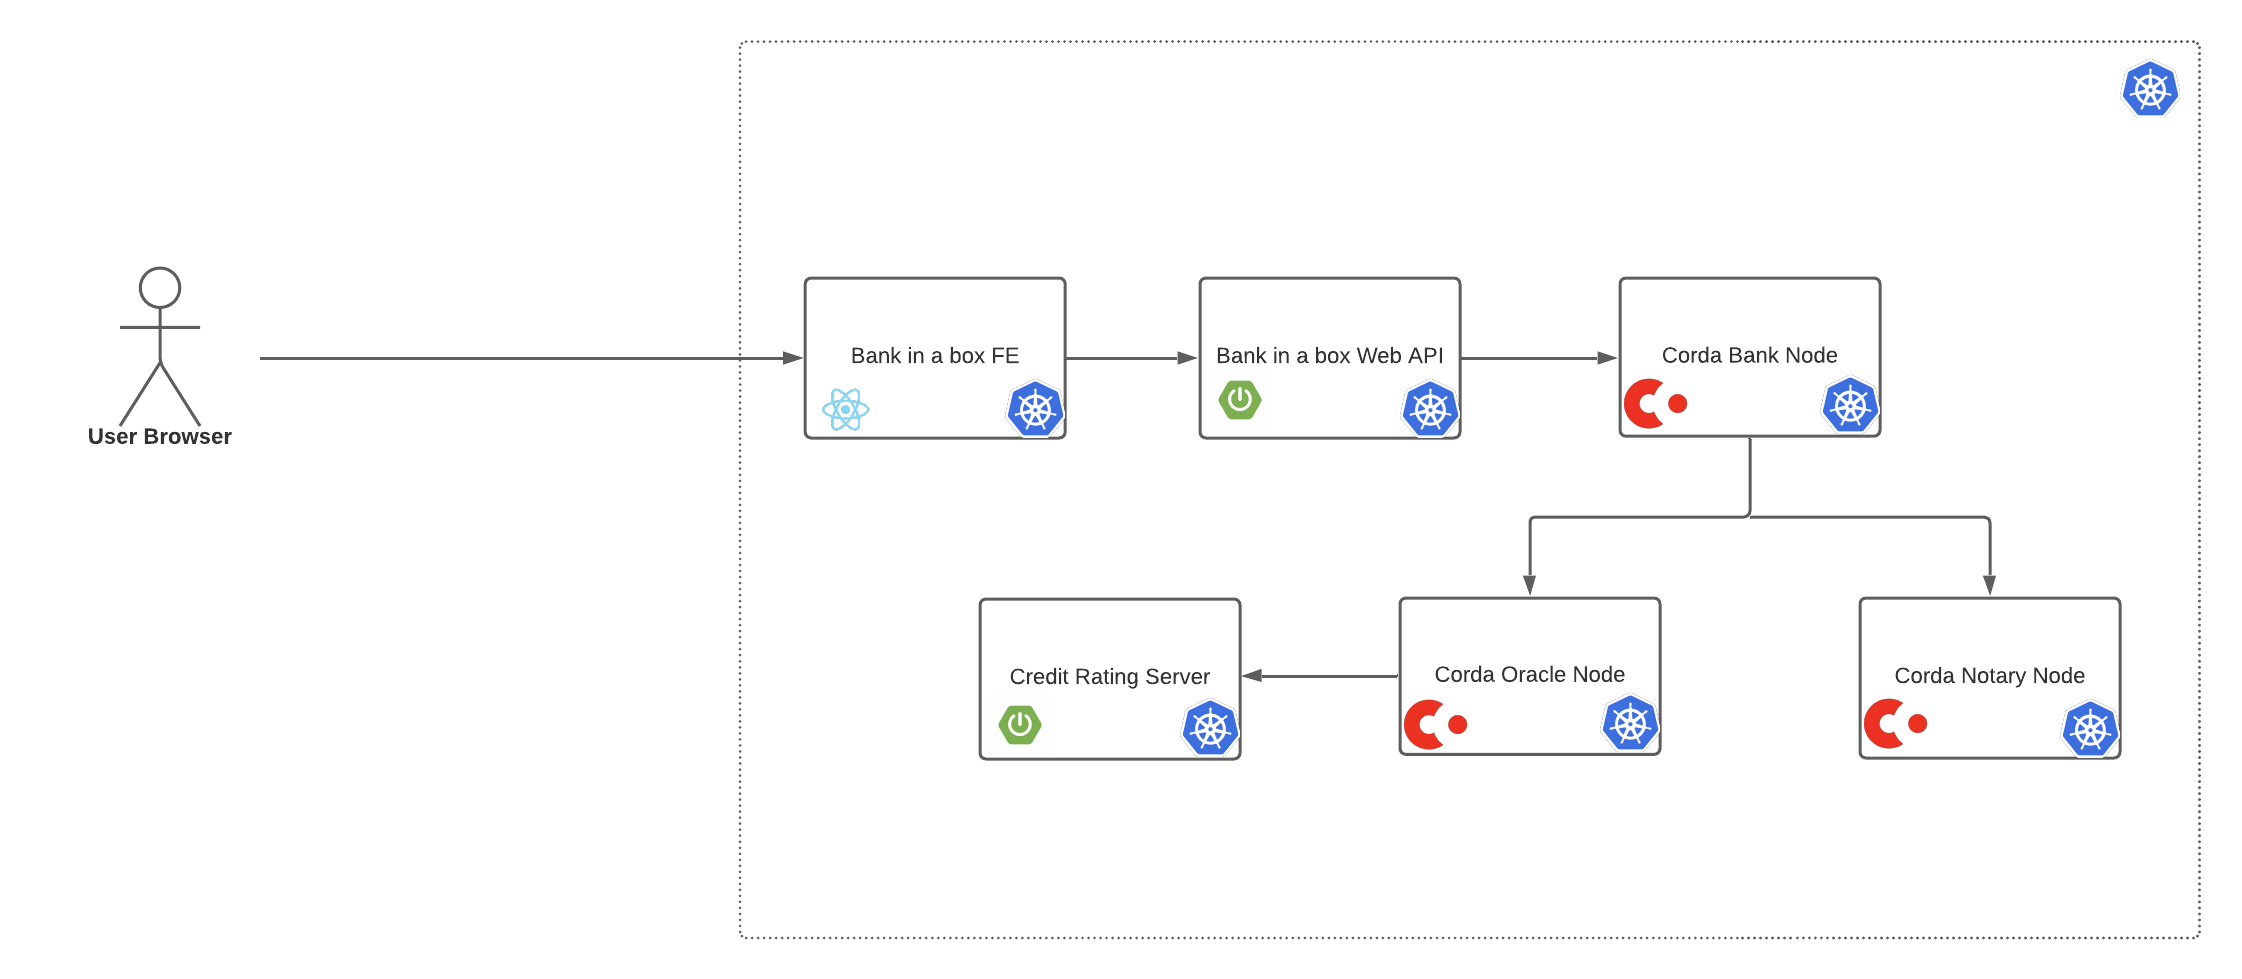 User Browser
Bank in a box FE
Bank in a box Web API
Corda Bank Node
Credit Rating Server
Corda Oracle Node
Corda Notary Node